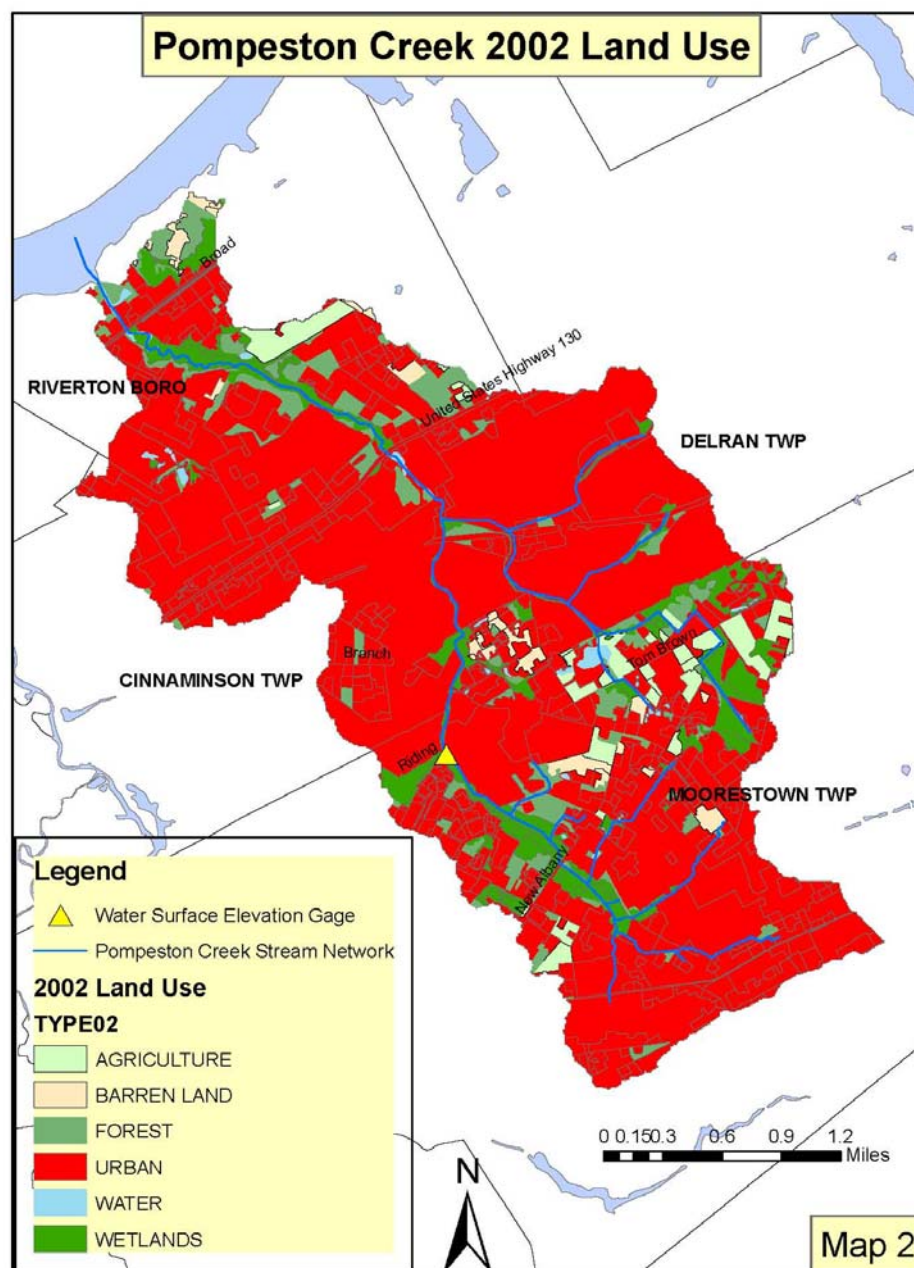 Pompeston Creek 2002 Land Use
Broad
RIVERTON BORO
United States Highway 130
DELRAN TWP
Branch
Tom Brown
CINNAMINSON TWP
Riding
MOORESTOWN TWP
New Albany
Legend
Water Surface Elevation Gage
Pompeston Creek Stream Network
2002 Land Use
TYPE02
AGRICULTURE
BARREN LAND
FOREST
URBAN
WATER
WETLANDS
0 0.15 0.3 0.6 0.9 1.2
Miles
N
Map 2